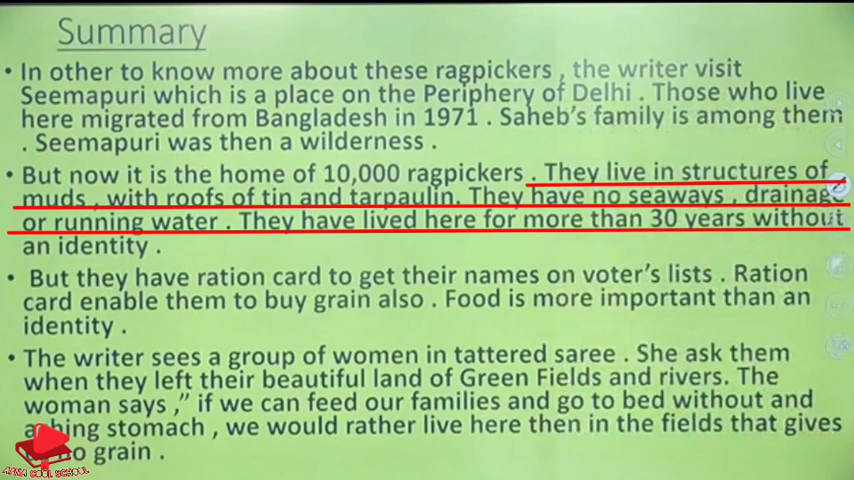 Summary
• In other to know more about these ragpickers , the writer visit
Seemapuri which is a place on the Periphery of Delhi . Those who live
here migrated from Bangladesh in 1971 . Saheb's family is among them
. Seemapuri was then a wilderness .
• But now it is the home of 10,000 ragpickers . They live in structures of
muds , with roofs of tin and tarpaulin. They have no seaways , drainage
or running water . They have lived here for more than 30 years without
an identity .
• But they have ration card to get their names on voter's lists . Ration
card enable them to buy grain also . Food is more important than an
identity .
• The writer sees a group of women in tattered saree . She ask them
when they left their beautiful land of Green Fields and rivers. The
woman says ," if we can feed our families and go to bed without and
a hing stomach , we would rather live here then in the fields that gives
no grain .
COOL SCHOOL